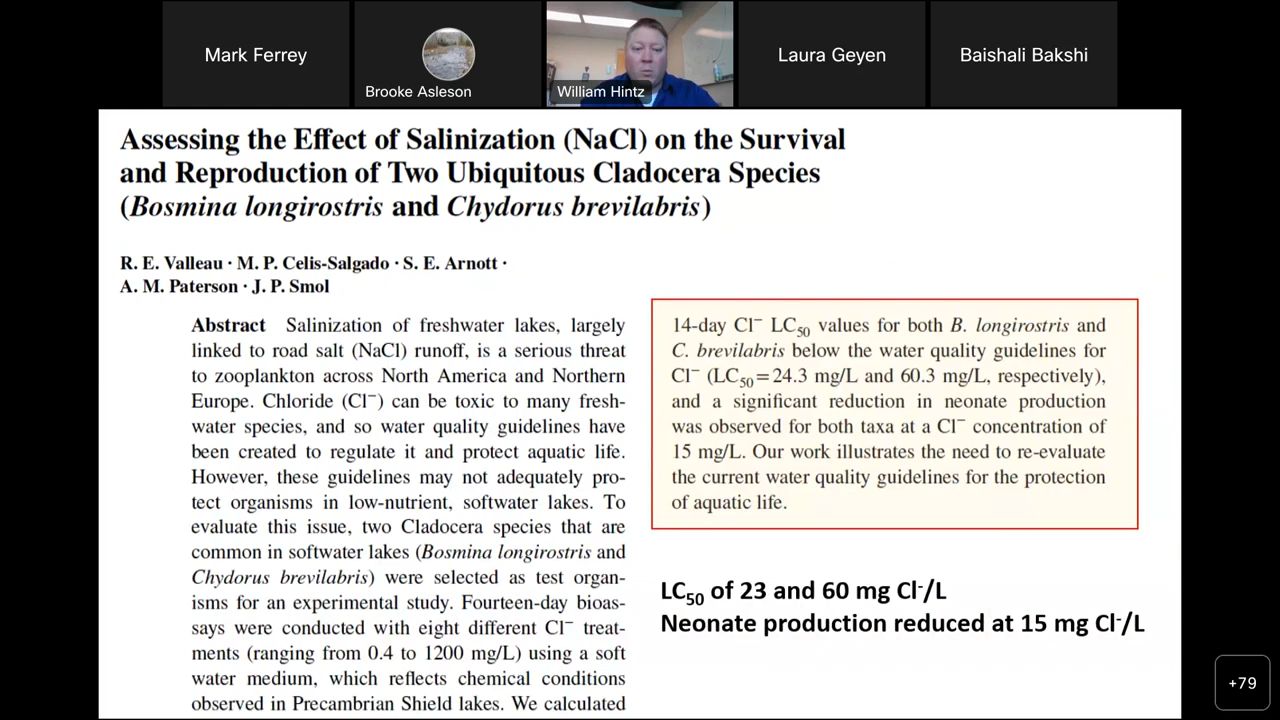 Mark Ferrey
Brooke Asleson
William Hintz
Laura Geyen
Baishali Bakshi
Assessing the Effect of Salinization (NaCl) on the Survival
and Reproduction of Two Ubiquitous Cladocera Species
(Bosmina longirostris and Chydorus brevilabris)
R. E. Valleau · M. P. Celis-Salgado · S. E. Arnott ·
A. M. Paterson · J. P. Smol
Abstract Salinization of freshwater lakes, largely
linked to road salt (NaCl) runoff, is a serious threat
to zooplankton across North America and Northern
Europe. Chloride (Cl⁻) can be toxic to many fresh-
water species, and so water quality guidelines have
been created to regulate it and protect aquatic life.
However, these guidelines may not adequately pro-
tect organisms in low-nutrient, softwater lakes. To
evaluate this issue, two Cladocera species that are
common in softwater lakes (Bosmina longirostris and
Chydorus brevilabris) were selected as test organ-
isms for an experimental study. Fourteen-day bioas-
says were conducted with eight different Cl⁻ treat-
ments (ranging from 0.4 to 1200 mg/L) using a soft
water medium, which reflects chemical conditions
observed in Precambrian Shield lakes. We calculated
14-day Cl⁻ LC₅₀ values for both B. longirostris and
C. brevilabris below the water quality guidelines for
Cl⁻ (LC₅₀=24.3 mg/L and 60.3 mg/L, respectively),
and a significant reduction in neonate production
was observed for both taxa at a Cl⁻ concentration of
15 mg/L. Our work illustrates the need to re-evaluate
the current water quality guidelines for the protection
of aquatic life.
LC₅₀ of 23 and 60 mg Cl⁻/L
Neonate production reduced at 15 mg Cl⁻/L
+79